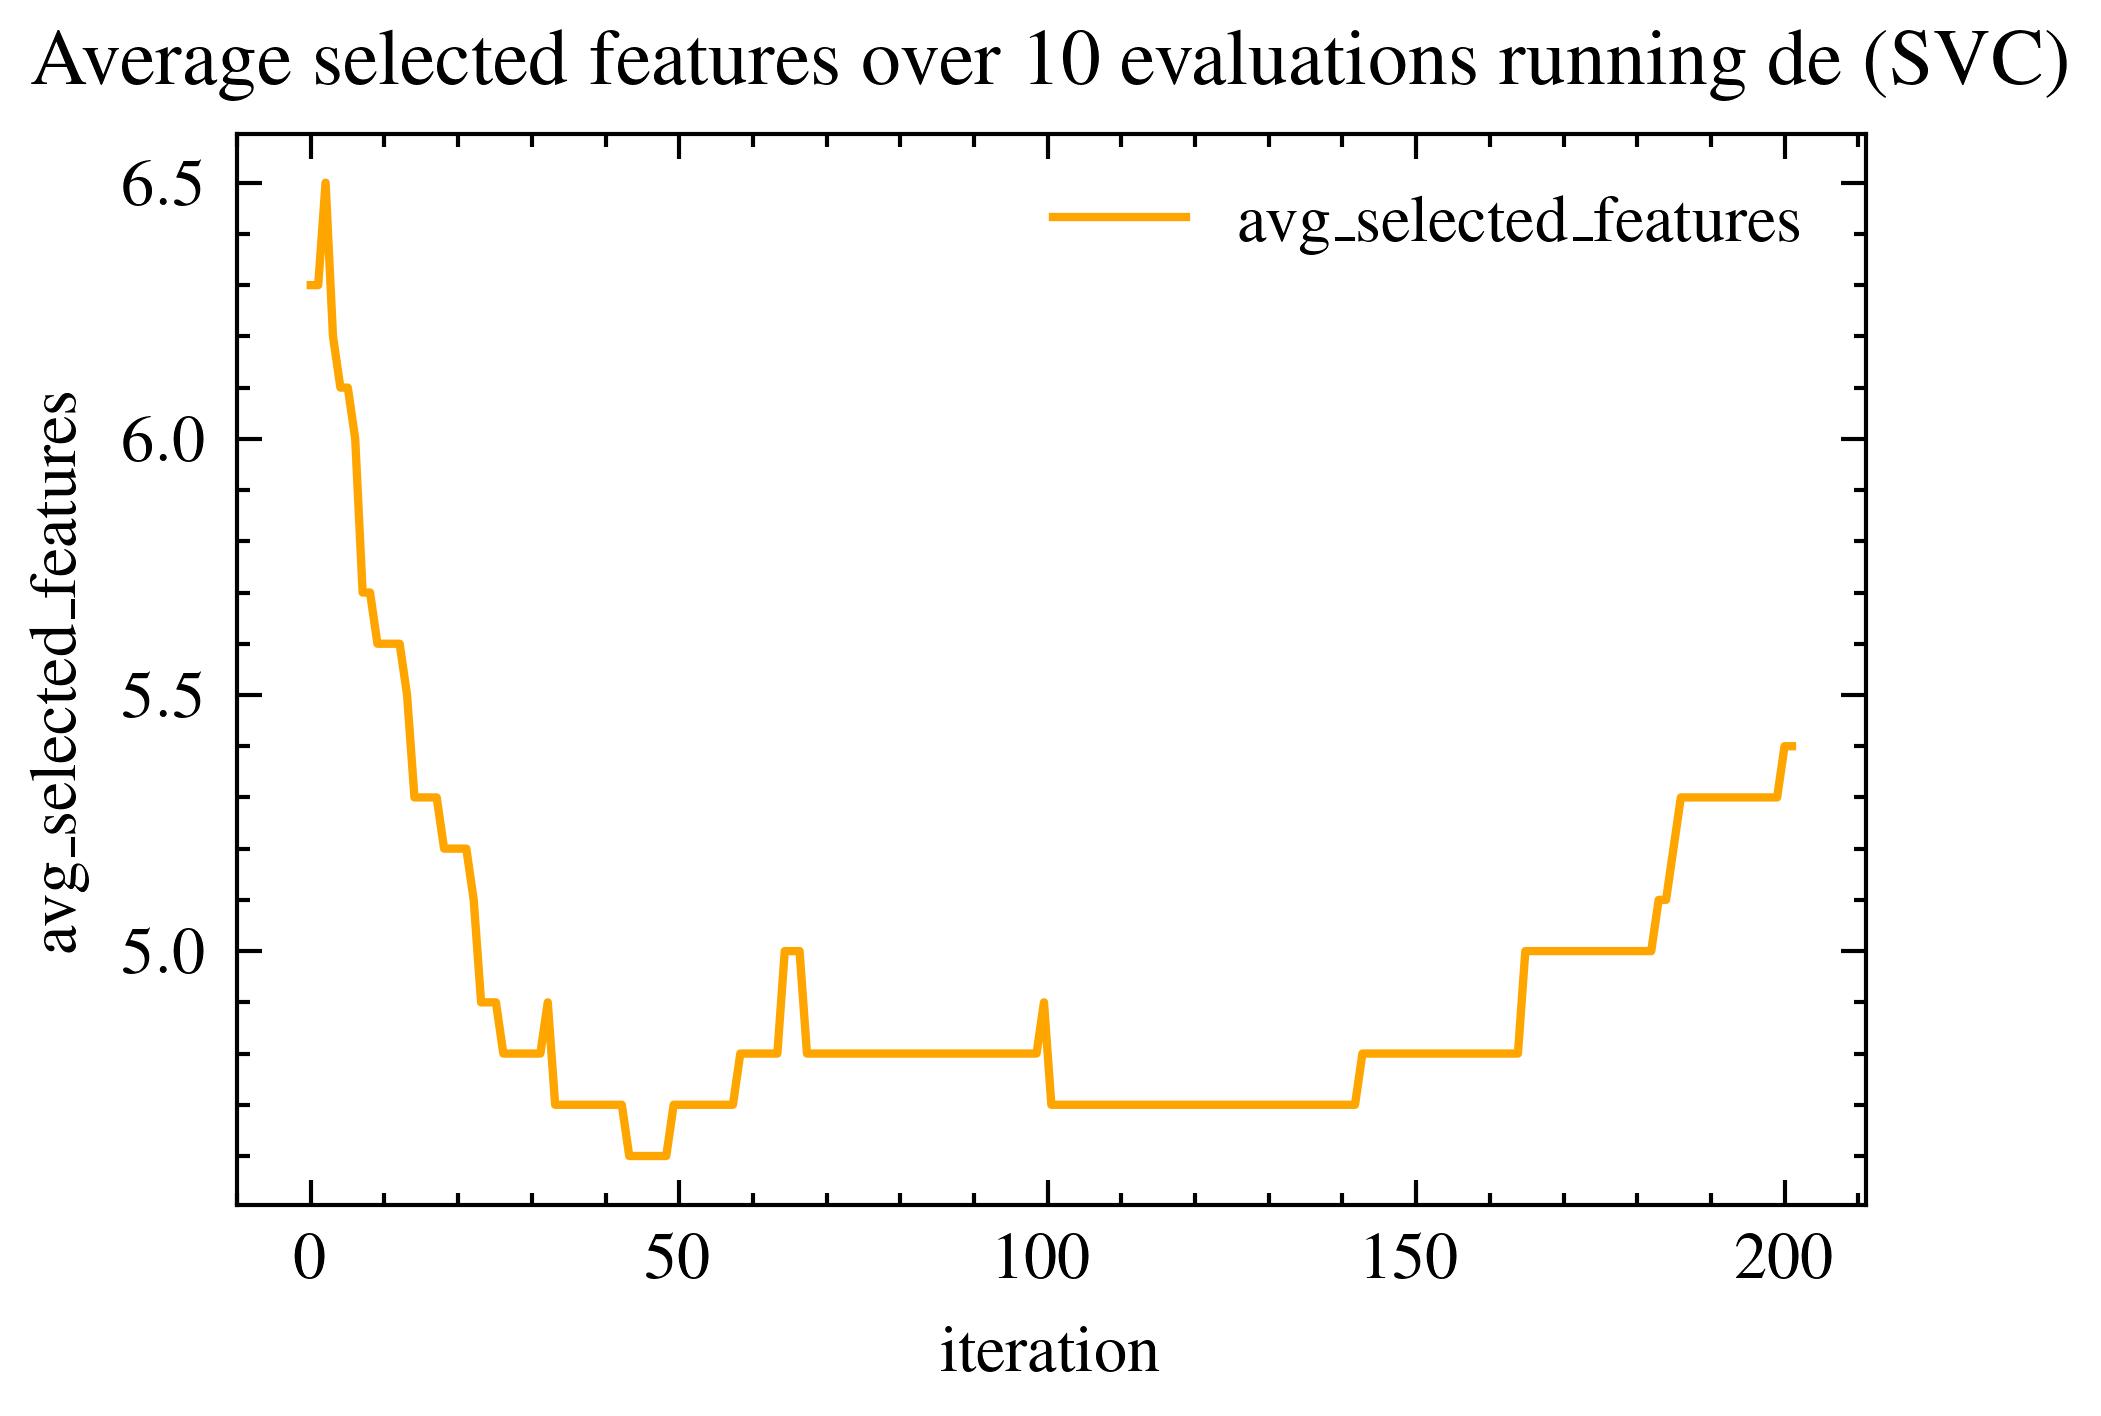 Average selected features over 10 evaluations running de (SVC)
avg_selected_features
6.5
6.0
5.5
5.0
avg_selected_features
0
50
100
150
200
iteration